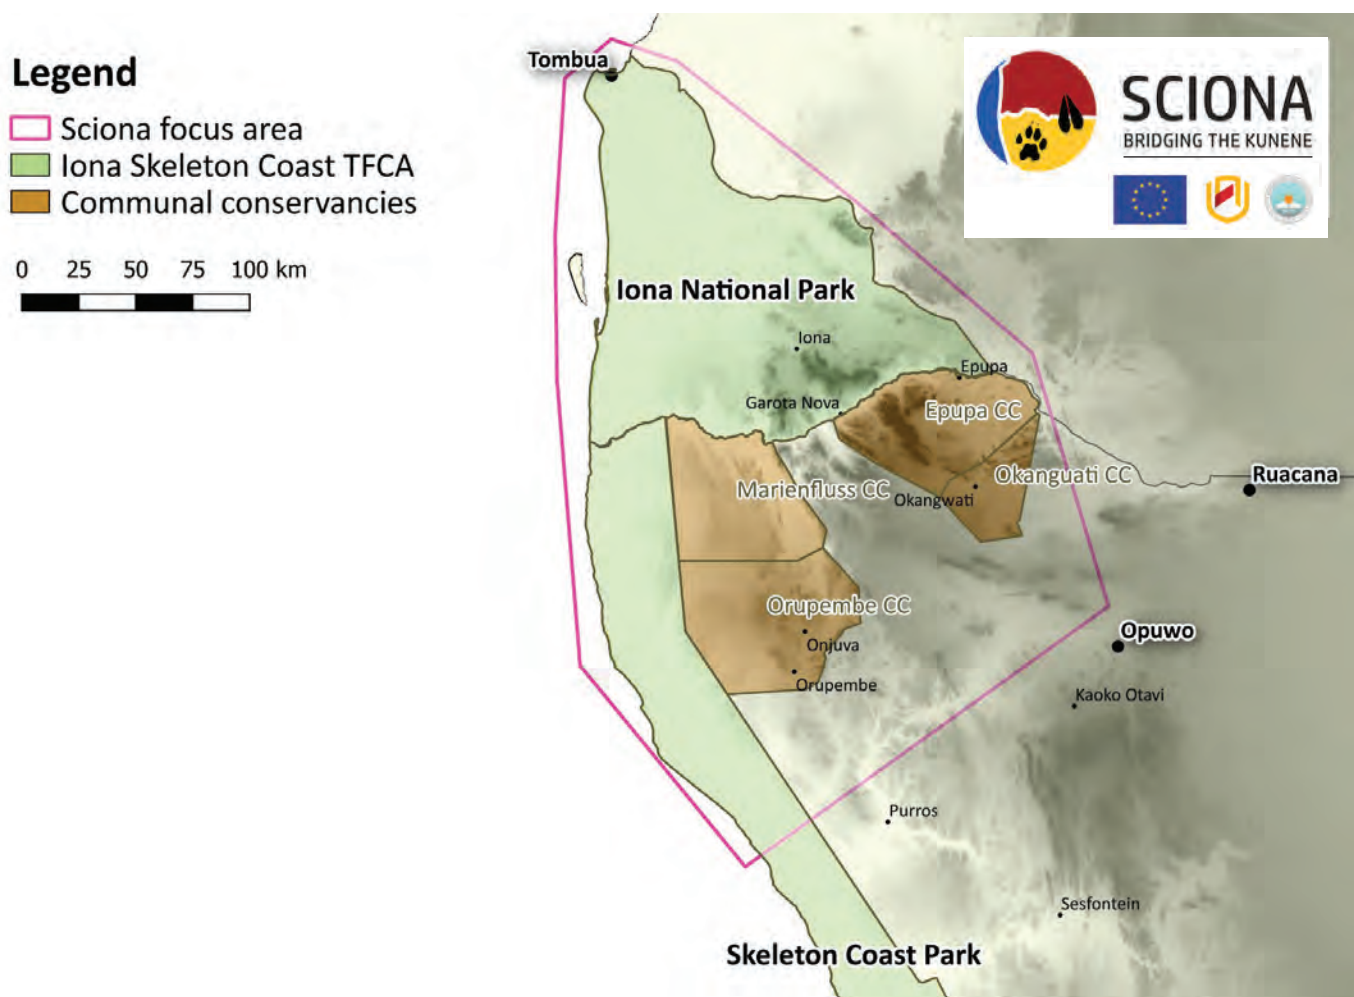 Legend
Sciona focus area
Iona Skeleton Coast TFCA
Communal conservancies
0 25 50 75 100 km
SCIONA
BRIDGING THE KUNENE
Tombua
Iona National Park
Iona
Epupa
Garota Nova
Epupa CC
Okanguati CC
Ruacana
Marienfluss CC
Okangwati
Orupembe CC
Opuwo
Onjuva
Orupembe
Kaoko Otavi
Purros
Sesfontein
Skeleton Coast Park